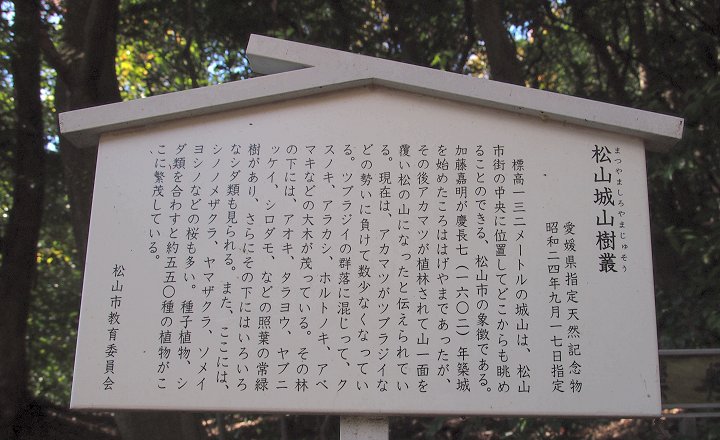 まつやましろやまじゅそう
松山城山樹叢
愛媛県指定天然記念物
昭和二四年九月一七日指定
標高一三二メートルの城山は、松山
市街の中央に位置してどこからも眺め
ることのできる、松山市の象徴である。
加藤嘉明が慶長七(一六〇二)年築城
を始めたころははげやまであったが、
その後アカマツが植林されて山一面を
覆い松の山になったと伝えられてい
る。現在は、アカマツがツブラジイな
どの勢いに負けて数少なくなってい
る。ツブラジイの群落に混じって、ク
スノキ、アラカシ、ホルトノキ、アベ
マキなどの大木が茂っている。その林
の下には、アオキ、タラヨウ、ヤブニ
ッケイ、シロダモ、などの照葉の常緑
樹があり、さらにその下にはいろいろ
なシダ類も見られる。また、ここには、
シノノメザクラ、ヤマザクラ、ソメイ
ヨシノなどの桜も多い。種子植物、シ
ダ類を合わすと約五五〇種の植物がこ
こに繁茂している。
松山市教育委員会